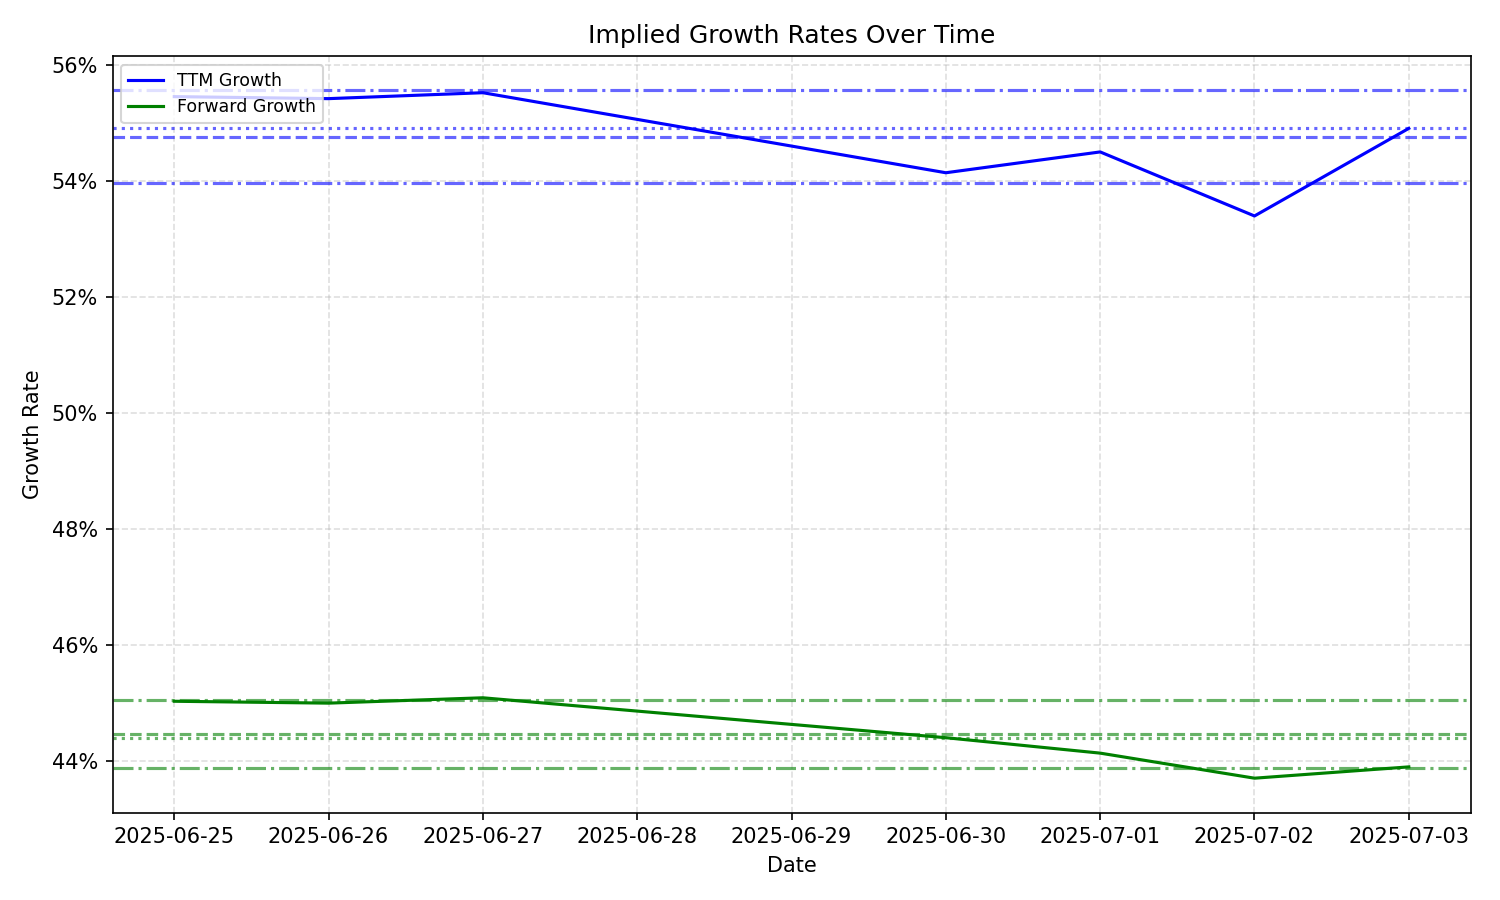 Implied Growth Rates Over Time
TTM Growth
Forward Growth
56%
54%
52%
50%
48%
46%
44%
Growth Rate
2025-06-25 2025-06-26 2025-06-27 2025-06-28 2025-06-29 2025-06-30 2025-07-01 2025-07-02 2025-07-03
Date